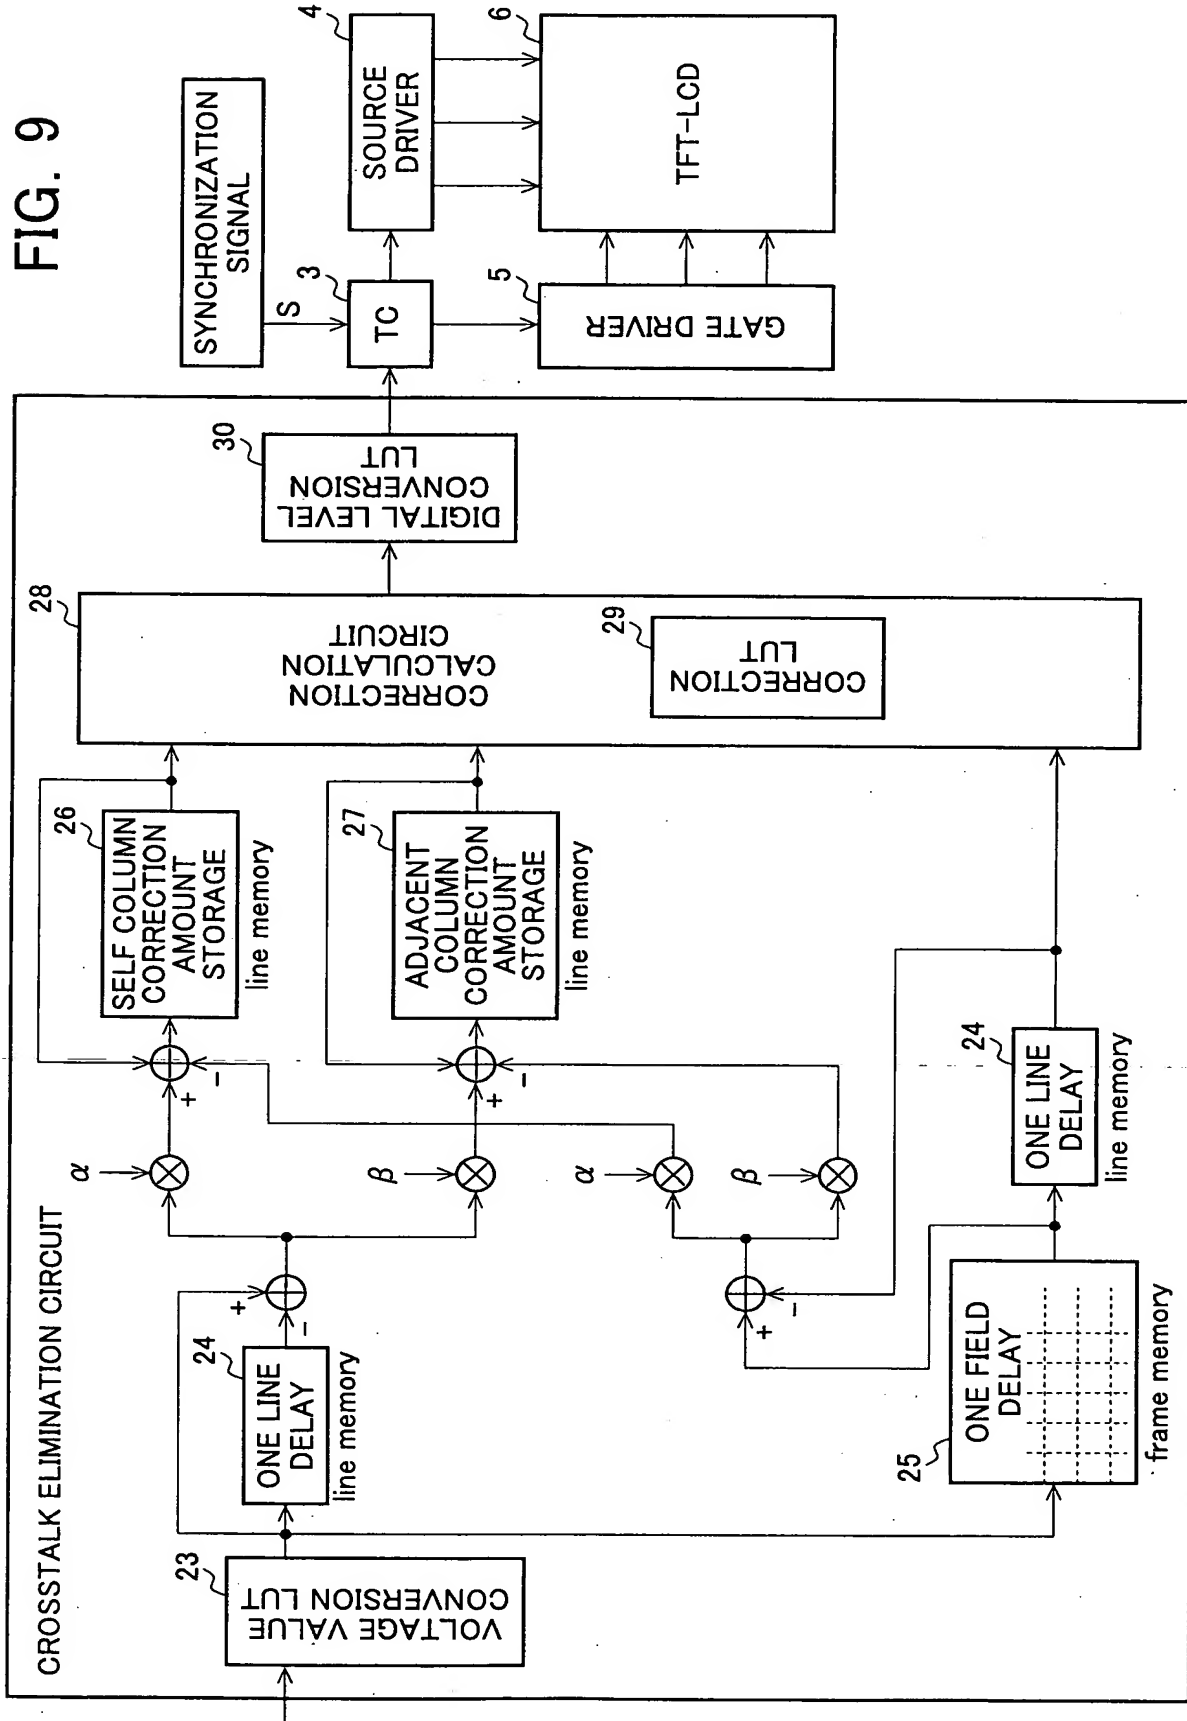 FIG. 9
CROSSTALK ELIMINATION CIRCUIT
23
VOLTAGE VALUE
CONVERSION LUT
24
ONE LINE
DELAY
line memory
+
−
α
β
+
−
26
SELF COLUMN
CORRECTION
AMOUNT
STORAGE
line memory
+
−
27
ADJACENT
COLUMN
CORRECTION
AMOUNT
STORAGE
line memory
α
β
+
−
25
ONE FIELD
DELAY
frame memory
24
ONE LINE
DELAY
line memory
28
CORRECTION
CALCULATION
CIRCUIT
29
CORRECTION
LUT
30
DIGITAL LEVEL
CONVERSION
LUT
SYNCHRONIZATION
SIGNAL
S
3
TC
4
SOURCE
DRIVER
5
GATE DRIVER
6
TFT-LCD